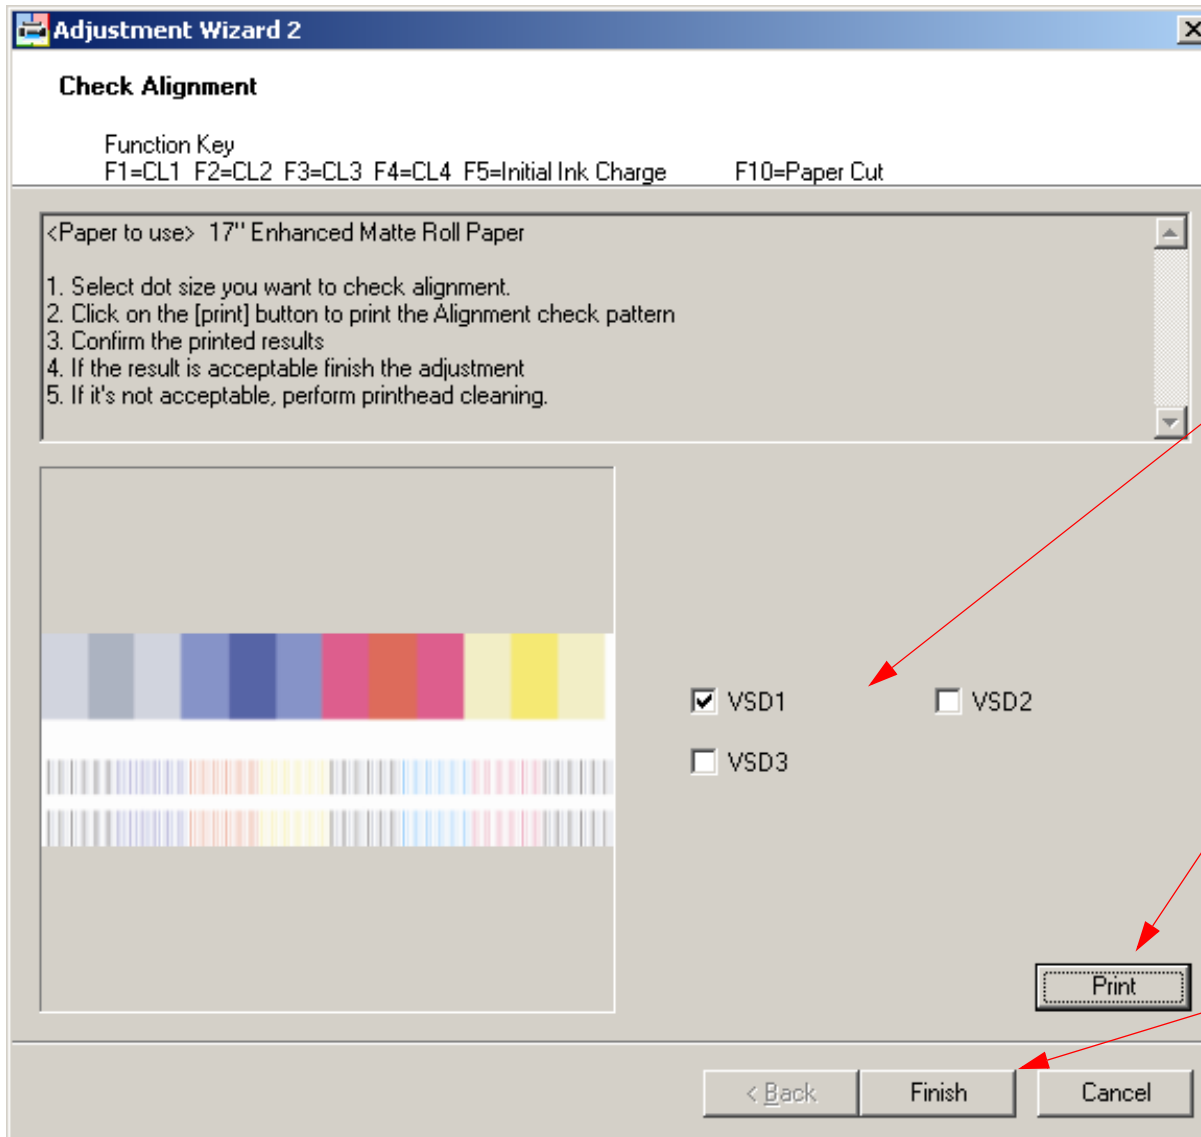 Adjustment Wizard 2
Check Alignment
Function Key
F1=CL1 F2=CL2 F3=CL3 F4=CL4 F5=Initial Ink Charge F10=Paper Cut
<Paper to use> 17" Enhanced Matte Roll Paper
1. Select dot size you want to check alignment.
2. Click on the [print] button to print the Alignment check pattern
3. Confirm the printed results
4. If the result is acceptable finish the adjustment
5. If it's not acceptable, perform printhead cleaning.
VSD1 VSD2
VSD3
Print
< Back Finish Cancel